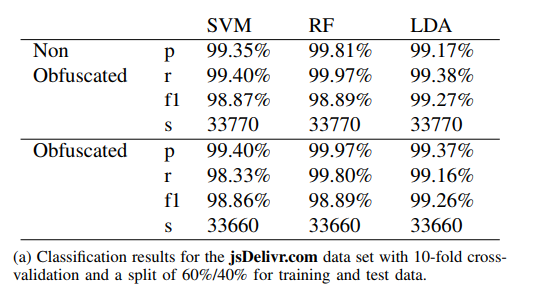 SVM RF LDA
Non p 99.35% 99.81% 99.17%
Obfuscated r 99.40% 99.97% 99.38%
f1 98.87% 98.89% 99.27%
s 33770 33770 33770
Obfuscated p 99.40% 99.97% 99.37%
r 98.33% 99.80% 99.16%
f1 98.86% 98.89% 99.26%
s 33660 33660 33660
(a) Classification results for the jsDelivr.com data set with 10-fold cross-
validation and a split of 60%/40% for training and test data.